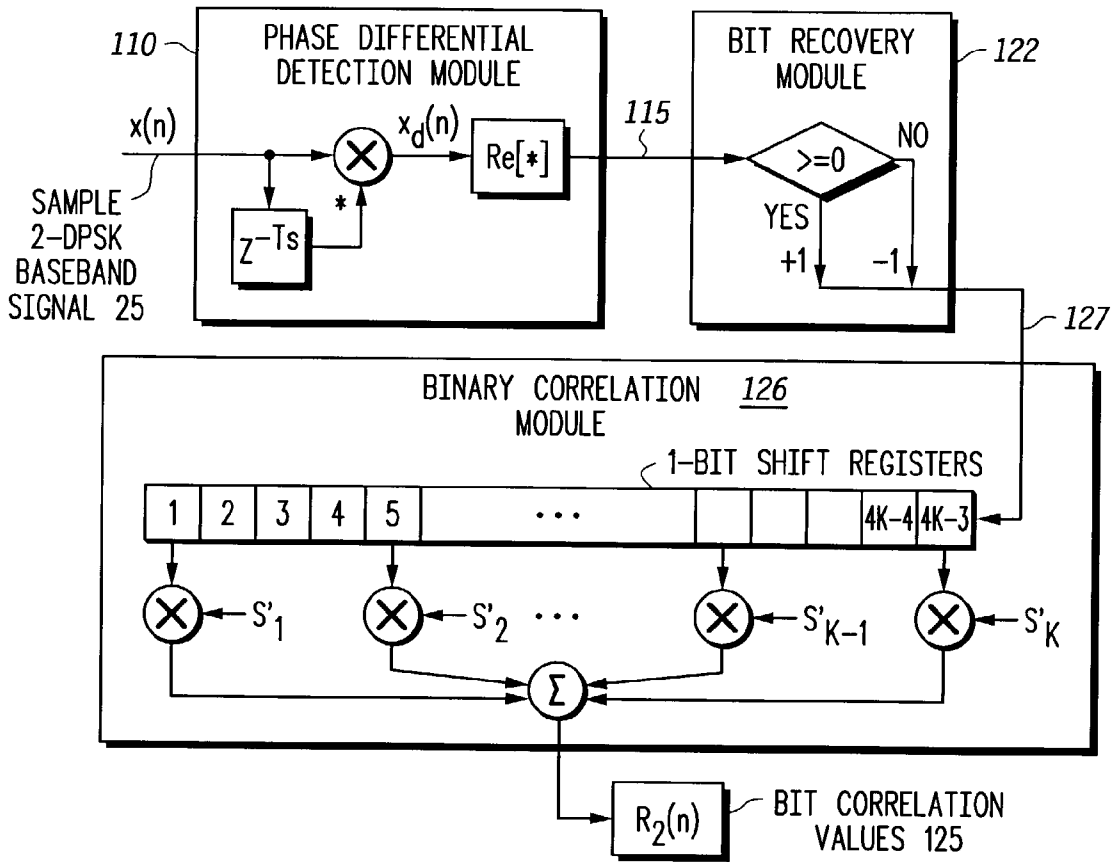 110
PHASE DIFFERENTIAL
DETECTION MODULE
x(n)
x_d(n)
Re[*]
*
Z^-Ts
SAMPLE
2-DPSK
BASEBAND
SIGNAL 25
115
BIT RECOVERY
MODULE
122
>=0
NO
YES
+1
-1
127
BINARY CORRELATION 126
MODULE
1-BIT SHIFT REGISTERS
1 2 3 4 5 ... 4K-4 4K-3
S'_1 S'_2 ... S'_K-1 S'_K
Σ
R_2(n)
BIT CORRELATION
VALUES 125